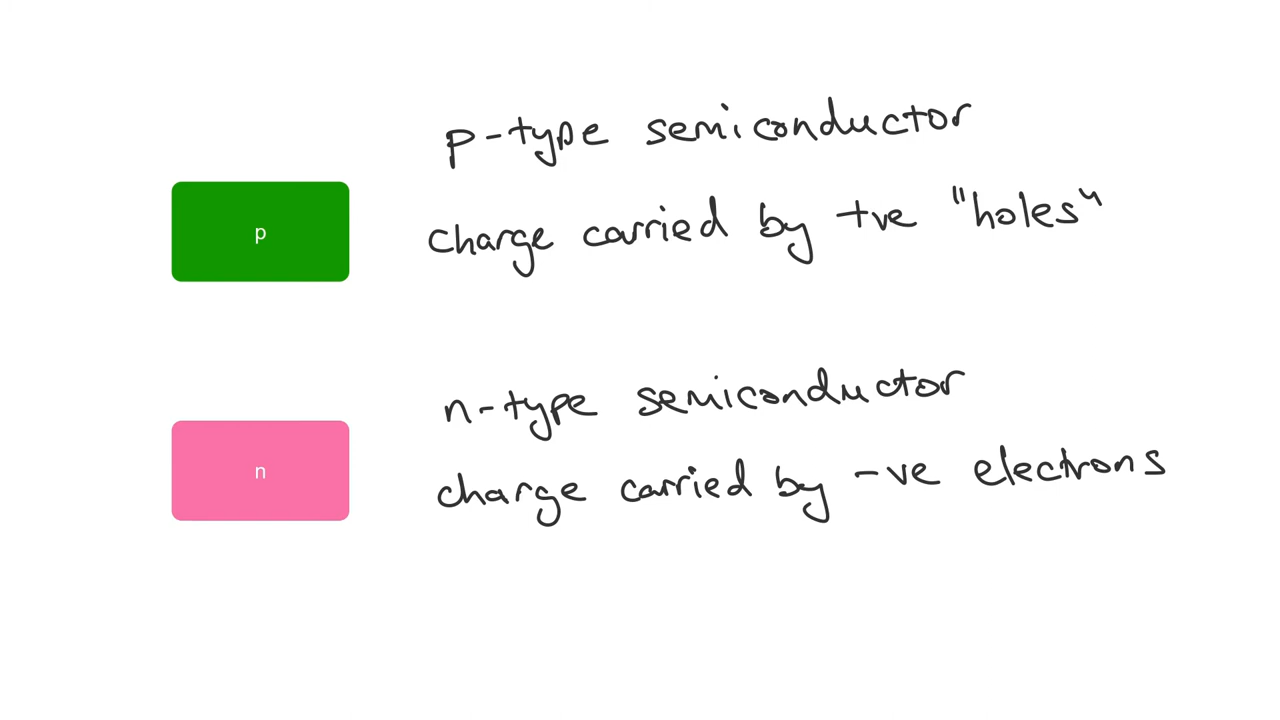 p-type semiconductor
p
charge carried by +ve "holes"
n-type semiconductor
n
charge carried by -ve electrons